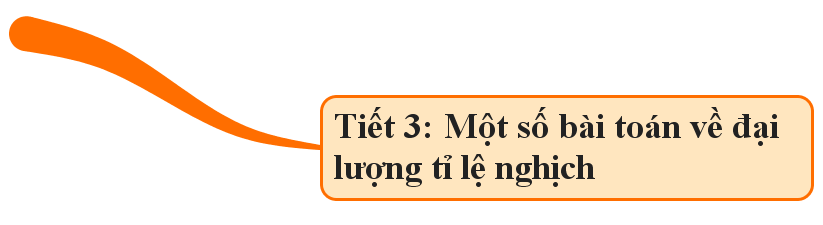 Tiết 3: Một số bài toán về đại
lượng tỉ lệ nghịch